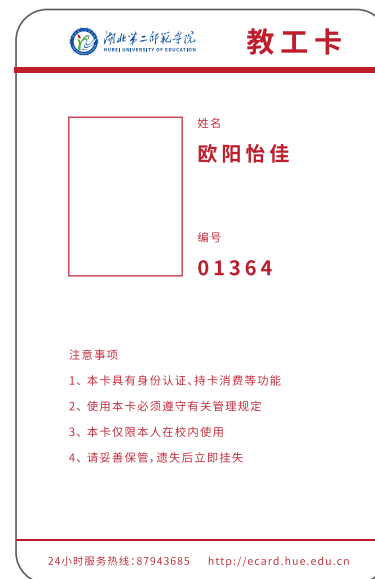 湖北第二师范学院
HUBEI UNIVERSITY OF EDUCATION
教工卡
姓名
欧阳怡佳
编号
01364
注意事项
1、本卡具有身份认证、持卡消费等功能
2、使用本卡必须遵守有关管理规定
3、本卡仅限本人在校内使用
4、请妥善保管，遗失后立即挂失
24小时服务热线：87943685 http://ecard.hue.edu.cn